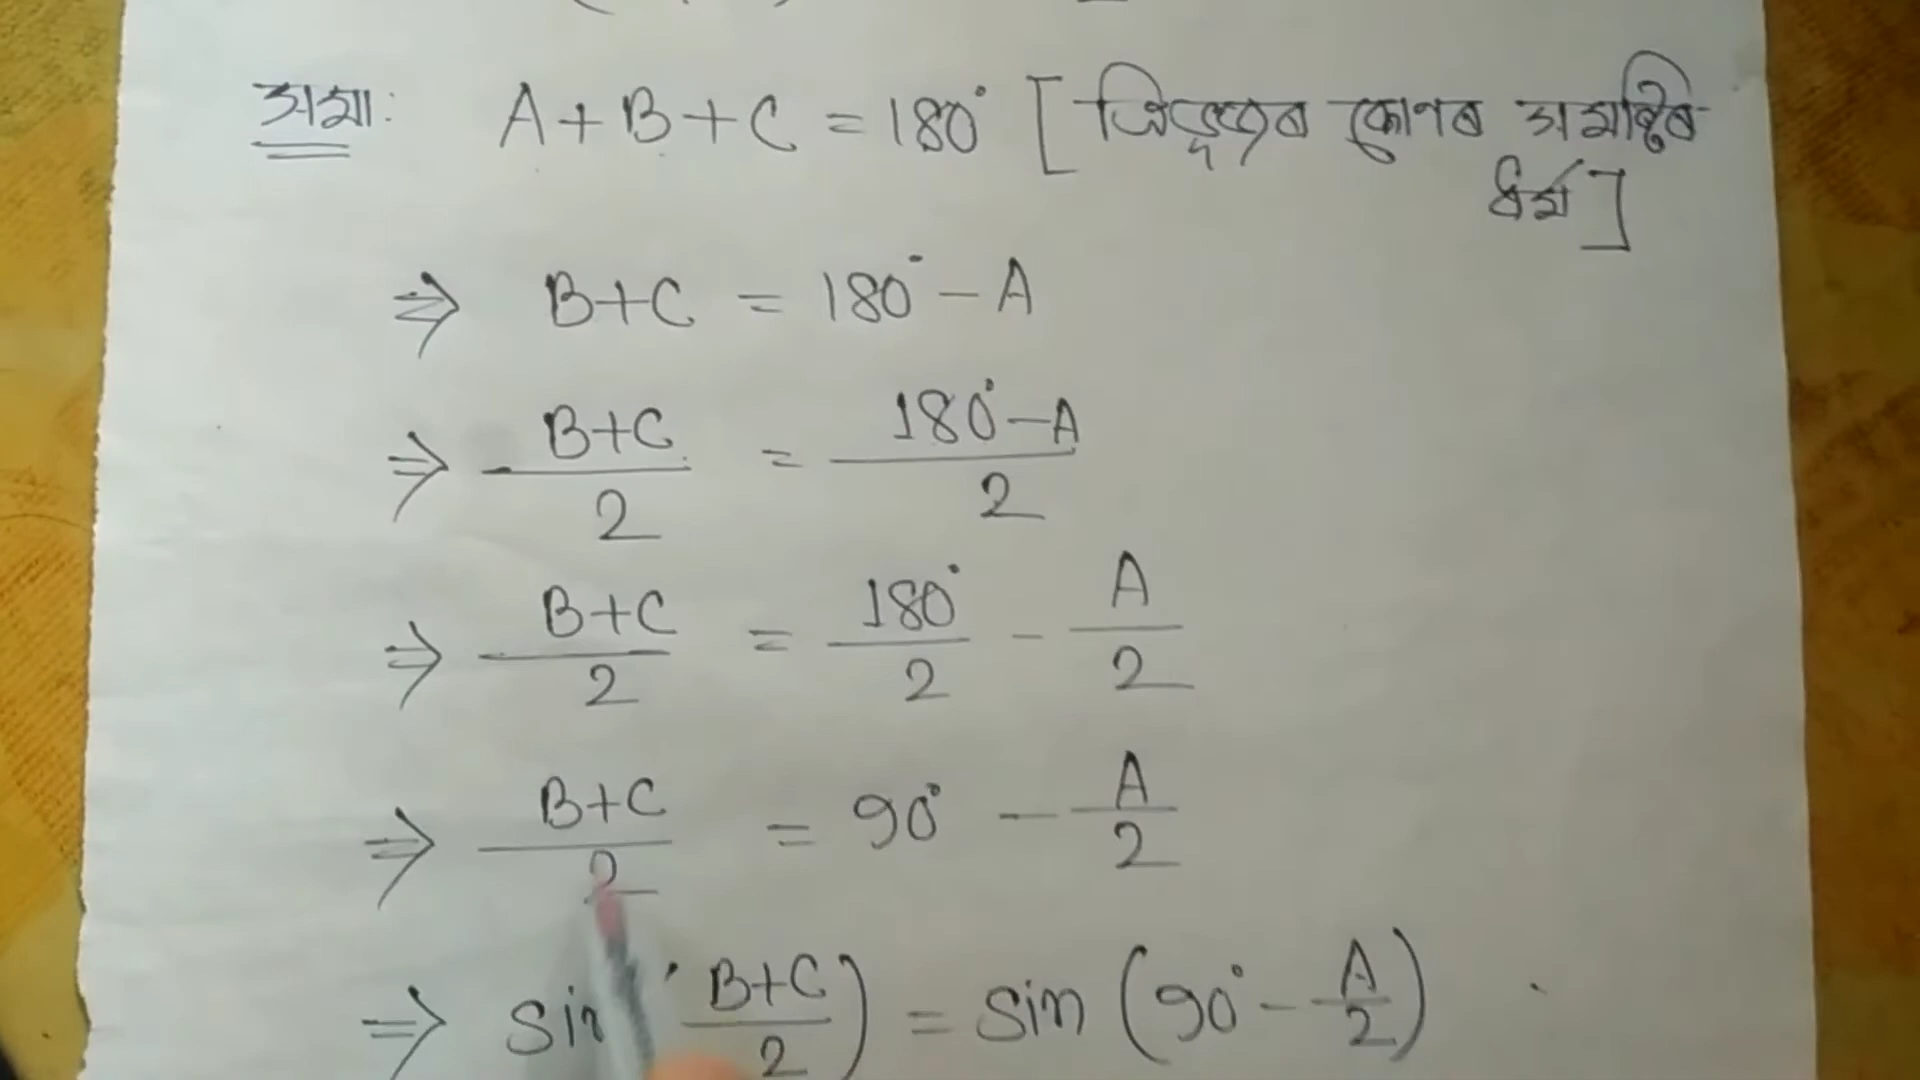 সমা: A+B+C = 180° [ত্ৰিভুজৰ কোণৰ সমষ্টিৰ
ধৰ্ম]
⇒ B+C = 180° - A
⇒ B+C/2 = 180°-A/2
⇒ B+C/2 = 180°/2 - A/2
⇒ B+C/2 = 90° - A/2
⇒ sin (B+C/2) = sin (90° - A/2)